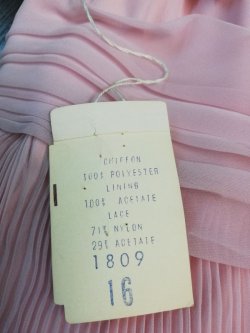 CHIFFON
100% POLYESTER
LINING
100% ACETATE
LACE
71% NYLON
29% ACETATE
1809
16